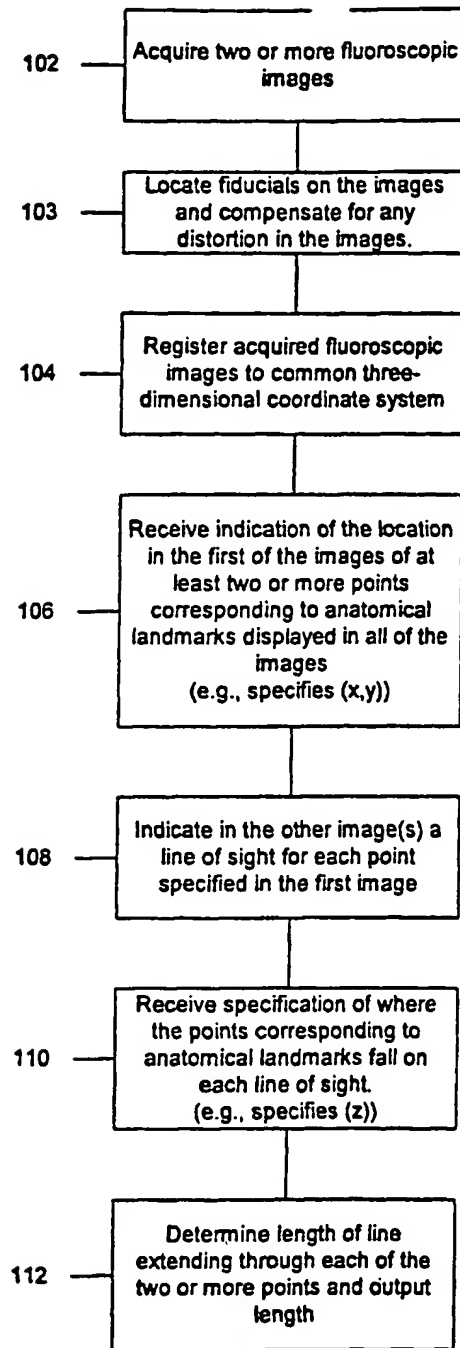 102
Acquire two or more fluoroscopic
images
103
Locate fiducials on the images
and compensate for any
distortion in the images.
104
Register acquired fluoroscopic
images to common three-
dimensional coordinate system
106
Receive indication of the location
in the first of the images of at
least two or more points
corresponding to anatomical
landmarks displayed in all of the
images
(e.g., specifies (x,y))
108
Indicate in the other image(s) a
line of sight for each point
specified in the first image
110
Receive specification of where
the points corresponding to
anatomical landmarks fall on
each line of sight.
(e.g., specifies (z))
112
Determine length of line
extending through each of the
two or more points and output
length